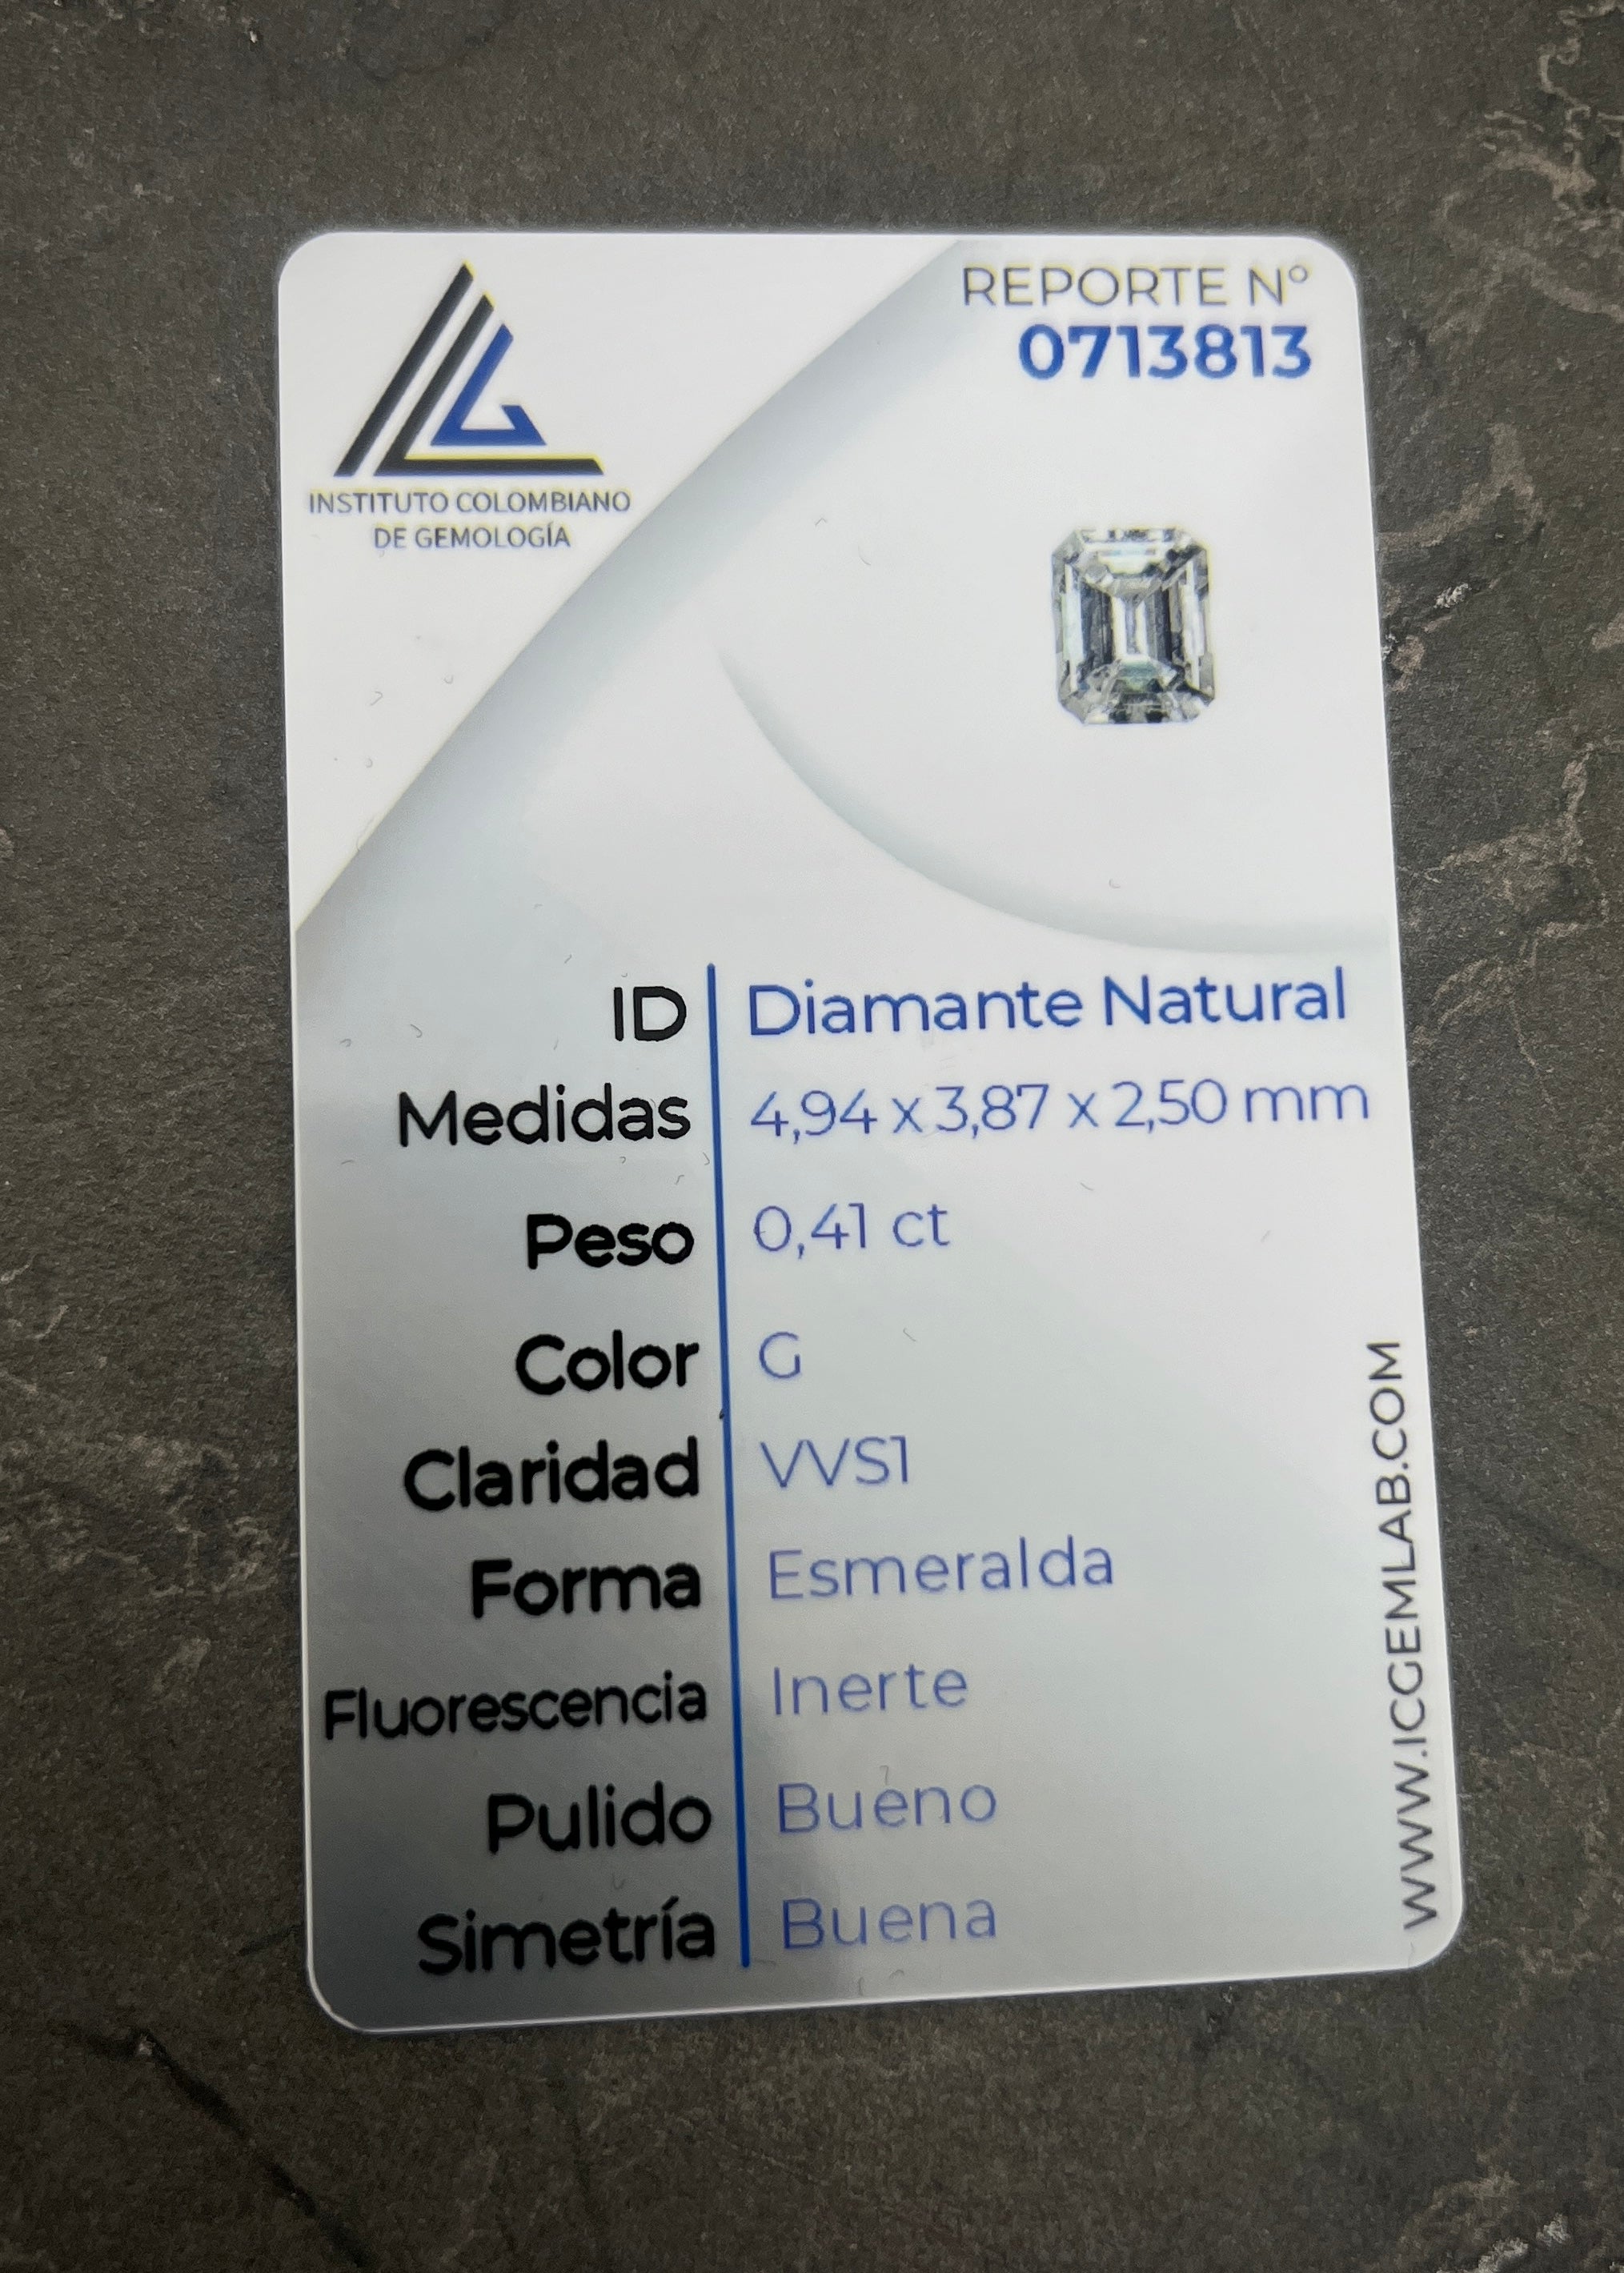 INSTITUTO COLOMBIANO
DE GEMOLOGÍA
REPORTE Nº
0713813
ID Diamante Natural
Medidas 4,94 x 3,87 x 2,50 mm
Peso 0,41 ct
Color G
Claridad VVS1
Forma Esmeralda
Fluorescencia Inerte
Pulido Bueno
Simetría Buena
WWW.ICGEMLAB.COM